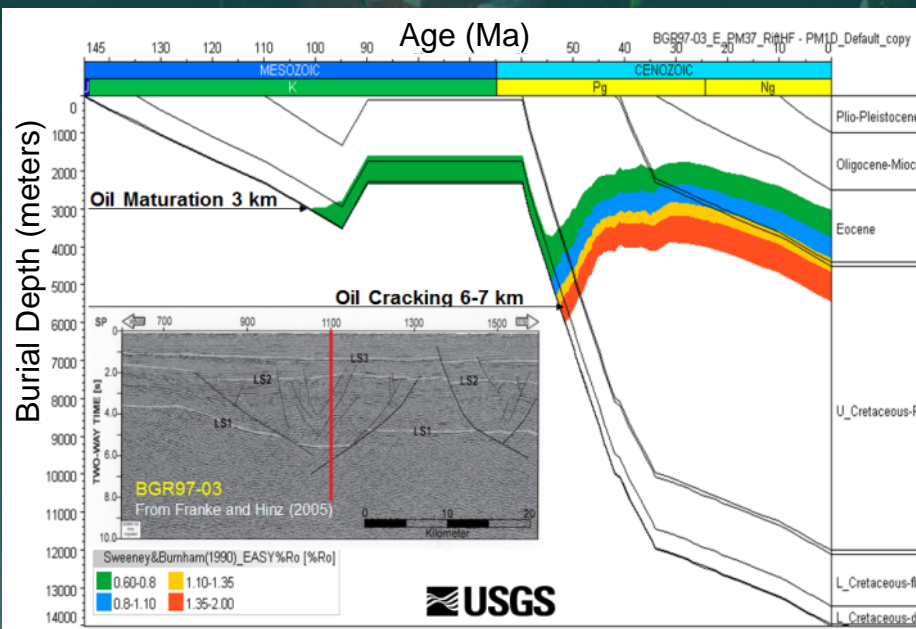 Age (Ma)
BGR97-03_E_PM37_RiftHF - PM1D_Default_copy
145 120 110 100 90 50 40 30 20 10 0
MESOZOIC CENOZOIC
J K Pg Ng
Burial Depth (meters)
0
1000
2000
3000
4000
5000
6000
7000
8000
9000
10000
11000
12000
13000
14000
Plio-Pleistocene
Oligocene-Mioc
Eocene
U_Cretaceous-P
L_Cretaceous-fl
L_Cretaceous-d
Oil Maturation 3 km
Oil Cracking 6-7 km
SP 700 900 1100 1300 1500
TWO-WAY TIME [s]
0
2.0
4.0
6.0
8.0
10.0
LS3
LS2 LS2
LS1 LS1
BGR97-03
From Franke and Hinz (2005)
0 10 20
Kilometer
Sweeney&Burnham(1990)_EASY%Ro [%Ro]
0.60-0.8 1.10-1.35
0.8-1.10 1.35-2.00
USGS